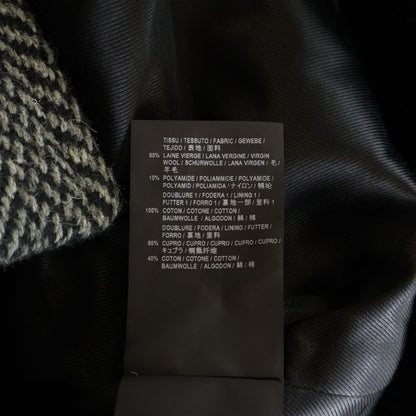 TISSU / TESSUTO / FABRIC / GEWEBE /
TEJIDO / 表地 / 面料
90% LAINE VIERGE / LANA VERGINE / VIRGIN
WOOL / SCHURWOLLE / LANA VIRGEN / 毛 /
羊毛
10% POLYAMIDE / POLIAMMIDE / POLYAMIDE /
POLYAMID / POLIAMIDA / ナイロン / 锦纶
DOUBLURE 1 / FODERA 1 / LINING 1 /
FUTTER 1 / FORRO 1 / 裏地一部 / 里料 1
100% COTON / COTONE / COTTON /
BAUMWOLLE / ALGODON / 綿 / 棉
DOUBLURE / FODERA / LINING / FUTTER /
FORRO / 裏地 / 里料
60% CUPRO / CUPRO / CUPRO / CUPRO / CUPRO /
キュプラ / 铜氨纤维
40% COTON / COTONE / COTTON /
BAUMWOLLE / ALGODON / 綿 / 棉